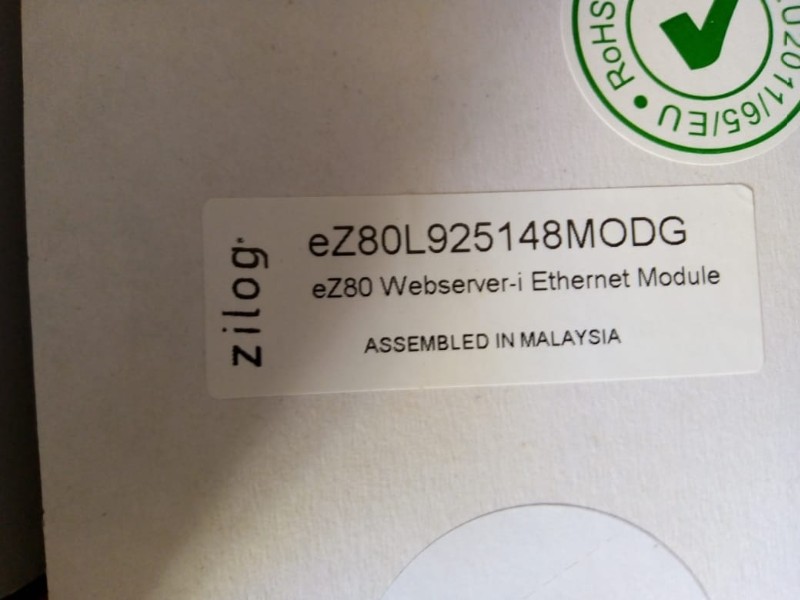 RoHS
2011/65/EU
zilog
eZ80L925148MODG
eZ80 Webserver-i Ethernet Module
ASSEMBLED IN MALAYSIA